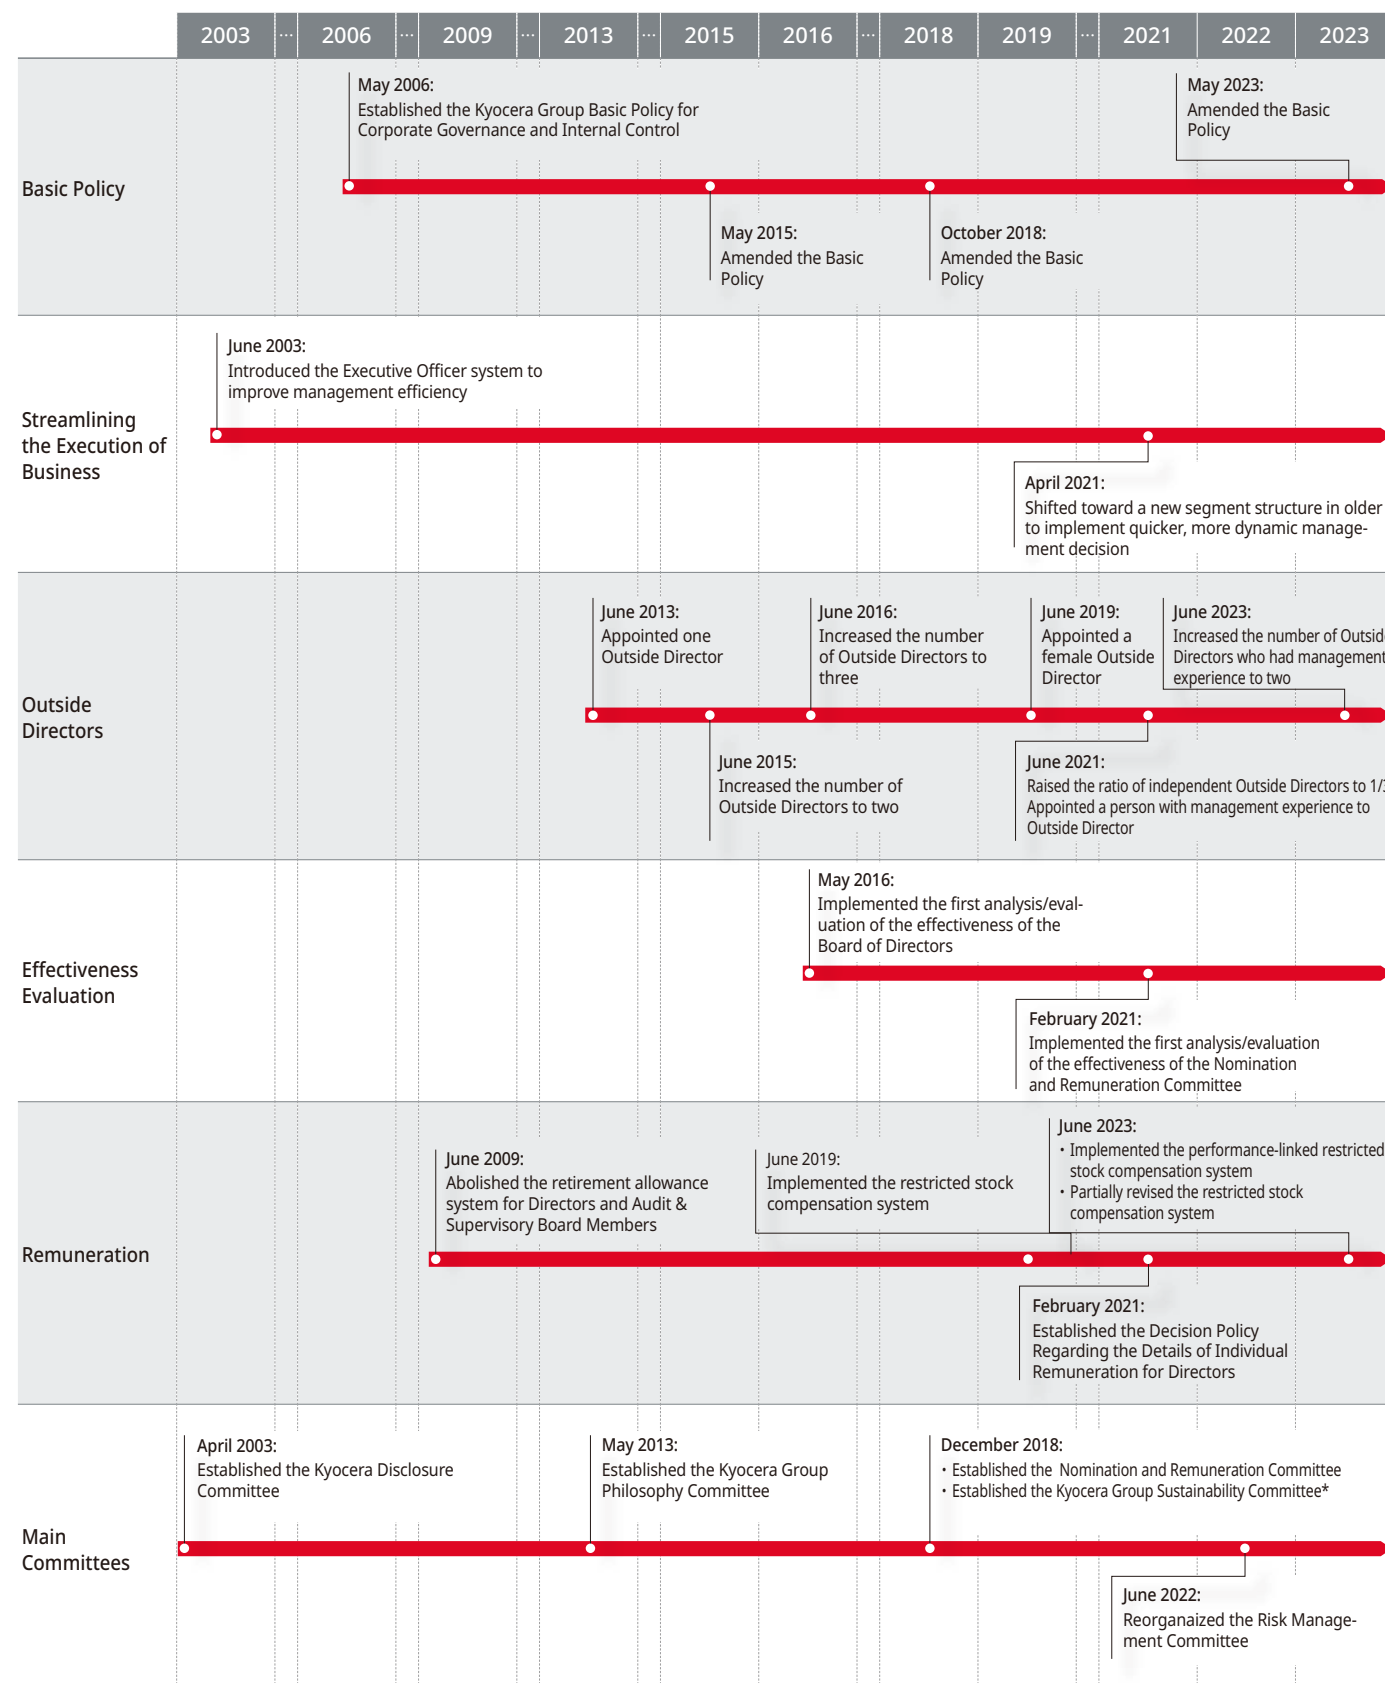 2003 … 2006 … 2009 … 2013 … 2015 2016 … 2018 2019 … 2021 2022 2023
Basic Policy
May 2006:
Established the Kyocera Group Basic Policy for
Corporate Governance and Internal Control
May 2023:
Amended the Basic
Policy
May 2015:
Amended the Basic
Policy
October 2018:
Amended the Basic
Policy
Streamlining
the Execution of
Business
June 2003:
Introduced the Executive Officer system to
improve management efficiency
April 2021:
Shifted toward a new segment structure in older
to implement quicker, more dynamic manage-
ment decision
Outside
Directors
June 2013:
Appointed one
Outside Director
June 2016:
Increased the number
of Outside Directors to
three
June 2019:
Appointed a
female Outside
Director
June 2023:
Increased the number of Outside
Directors who had management
experience to two
June 2015:
Increased the number of
Outside Directors to two
June 2021:
Raised the ratio of independent Outside Directors to 1/3
Appointed a person with management experience to
Outside Director
Effectiveness
Evaluation
May 2016:
Implemented the first analysis/eval-
uation of the effectiveness of the
Board of Directors
February 2021:
Implemented the first analysis/evaluation
of the effectiveness of the Nomination
and Remuneration Committee
Remuneration
June 2009:
Abolished the retirement allowance
system for Directors and Audit &
Supervisory Board Members
June 2019:
Implemented the restricted stock
compensation system
June 2023:
・Implemented the performance-linked restricted
stock compensation system
・Partially revised the restricted stock
compensation system
February 2021:
Established the Decision Policy
Regarding the Details of Individual
Remuneration for Directors
Main
Committees
April 2003:
Established the Kyocera Disclosure
Committee
May 2013:
Established the Kyocera Group
Philosophy Committee
December 2018:
・Established the Nomination and Remuneration Committee
・Established the Kyocera Group Sustainability Committee*
June 2022:
Reorganaized the Risk Manage-
ment Committee